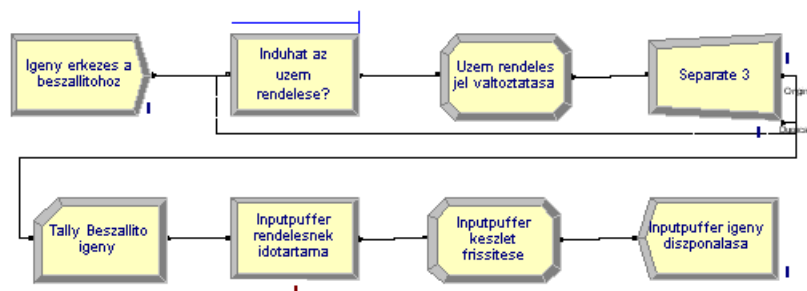 Igeny erkezes a
beszallitohoz
Induhat az
uzem
rendelese?
Uzem rendeles
jel valtoztatasa
Separate 3
Tally Beszallito
igeny
Inputpuffer
rendelesnek
idotartama
Inputpuffer
keszlet
frissitese
Inputpuffer igeny
diszponalasa